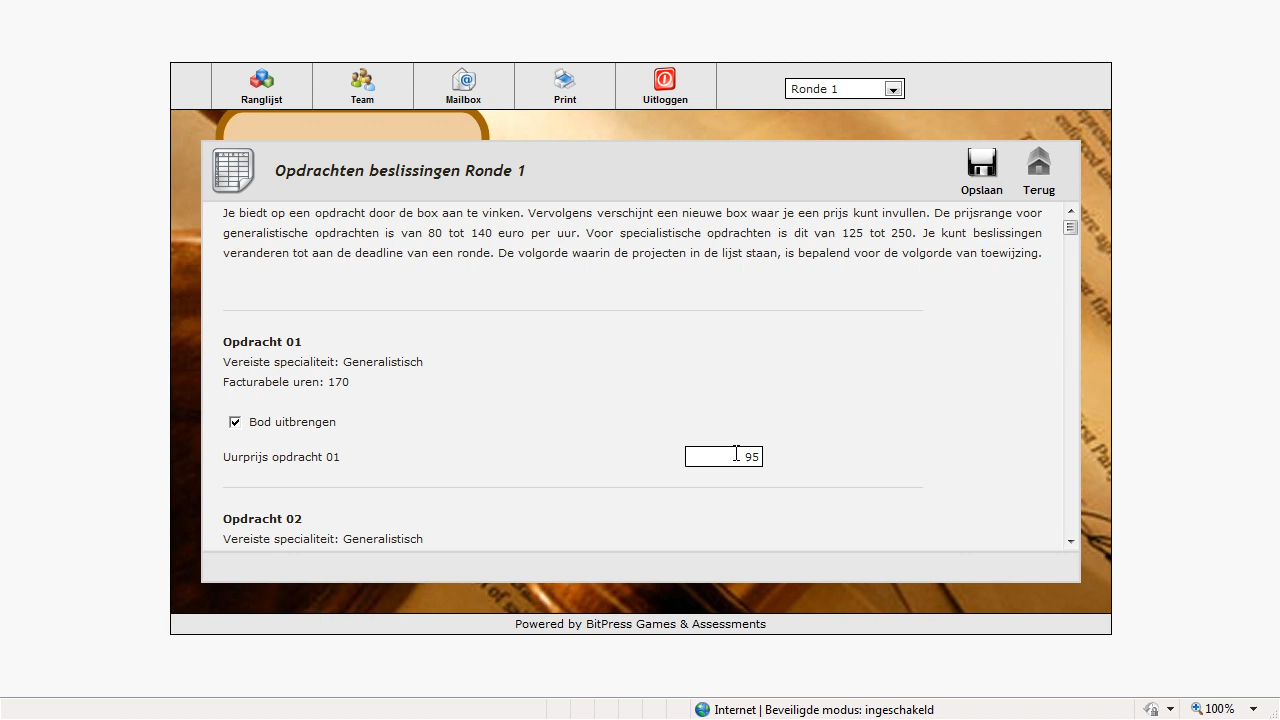 Ranglijst Team Mailbox Print Uitloggen Ronde 1
Opdrachten beslissingen Ronde 1
Opslaan Terug
Je biedt op een opdracht door de box aan te vinken. Vervolgens verschijnt een nieuwe box waar je een prijs kunt invullen. De prijsrange voor
generalistische opdrachten is van 80 tot 140 euro per uur. Voor specialistische opdrachten is dit van 125 tot 250. Je kunt beslissingen
veranderen tot aan de deadline van een ronde. De volgorde waarin de projecten in de lijst staan, is bepalend voor de volgorde van toewijzing.
Opdracht 01
Vereiste specialiteit: Generalistisch
Facturabele uren: 170
Bod uitbrengen
Uurprijs opdracht 01 95
Opdracht 02
Vereiste specialiteit: Generalistisch
Powered by BitPress Games & Assessments
Internet | Beveiligde modus: ingeschakeld 100%